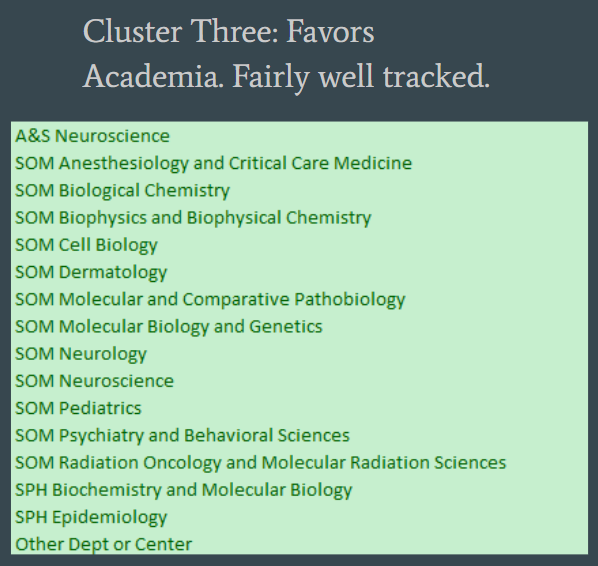 Cluster Three: Favors
Academia. Fairly well tracked.
A&S Neuroscience
SOM Anesthesiology and Critical Care Medicine
SOM Biological Chemistry
SOM Biophysics and Biophysical Chemistry
SOM Cell Biology
SOM Dermatology
SOM Molecular and Comparative Pathobiology
SOM Molecular Biology and Genetics
SOM Neurology
SOM Neuroscience
SOM Pediatrics
SOM Psychiatry and Behavioral Sciences
SOM Radiation Oncology and Molecular Radiation Sciences
SPH Biochemistry and Molecular Biology
SPH Epidemiology
Other Dept or Center